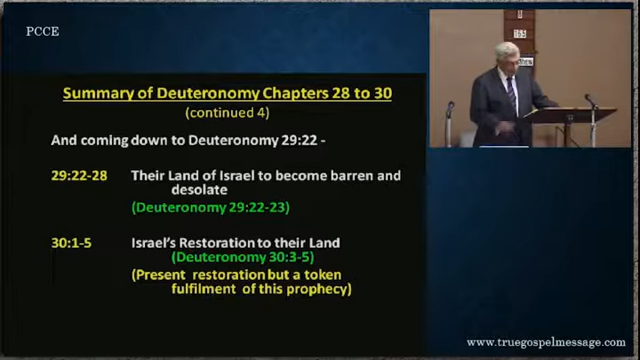 PCCE
Summary of Deuteronomy Chapters 28 to 30
(continued 4)
And coming down to Deuteronomy 29:22 -
29:22-28 Their Land of Israel to become barren and
desolate
(Deuteronomy 29:22-23)
30:1-5 Israel's Restoration to their Land
(Deuteronomy 30:3-5)
(Present restoration but a token
fulfilment of this prophecy)
www.truegospelmessage.com